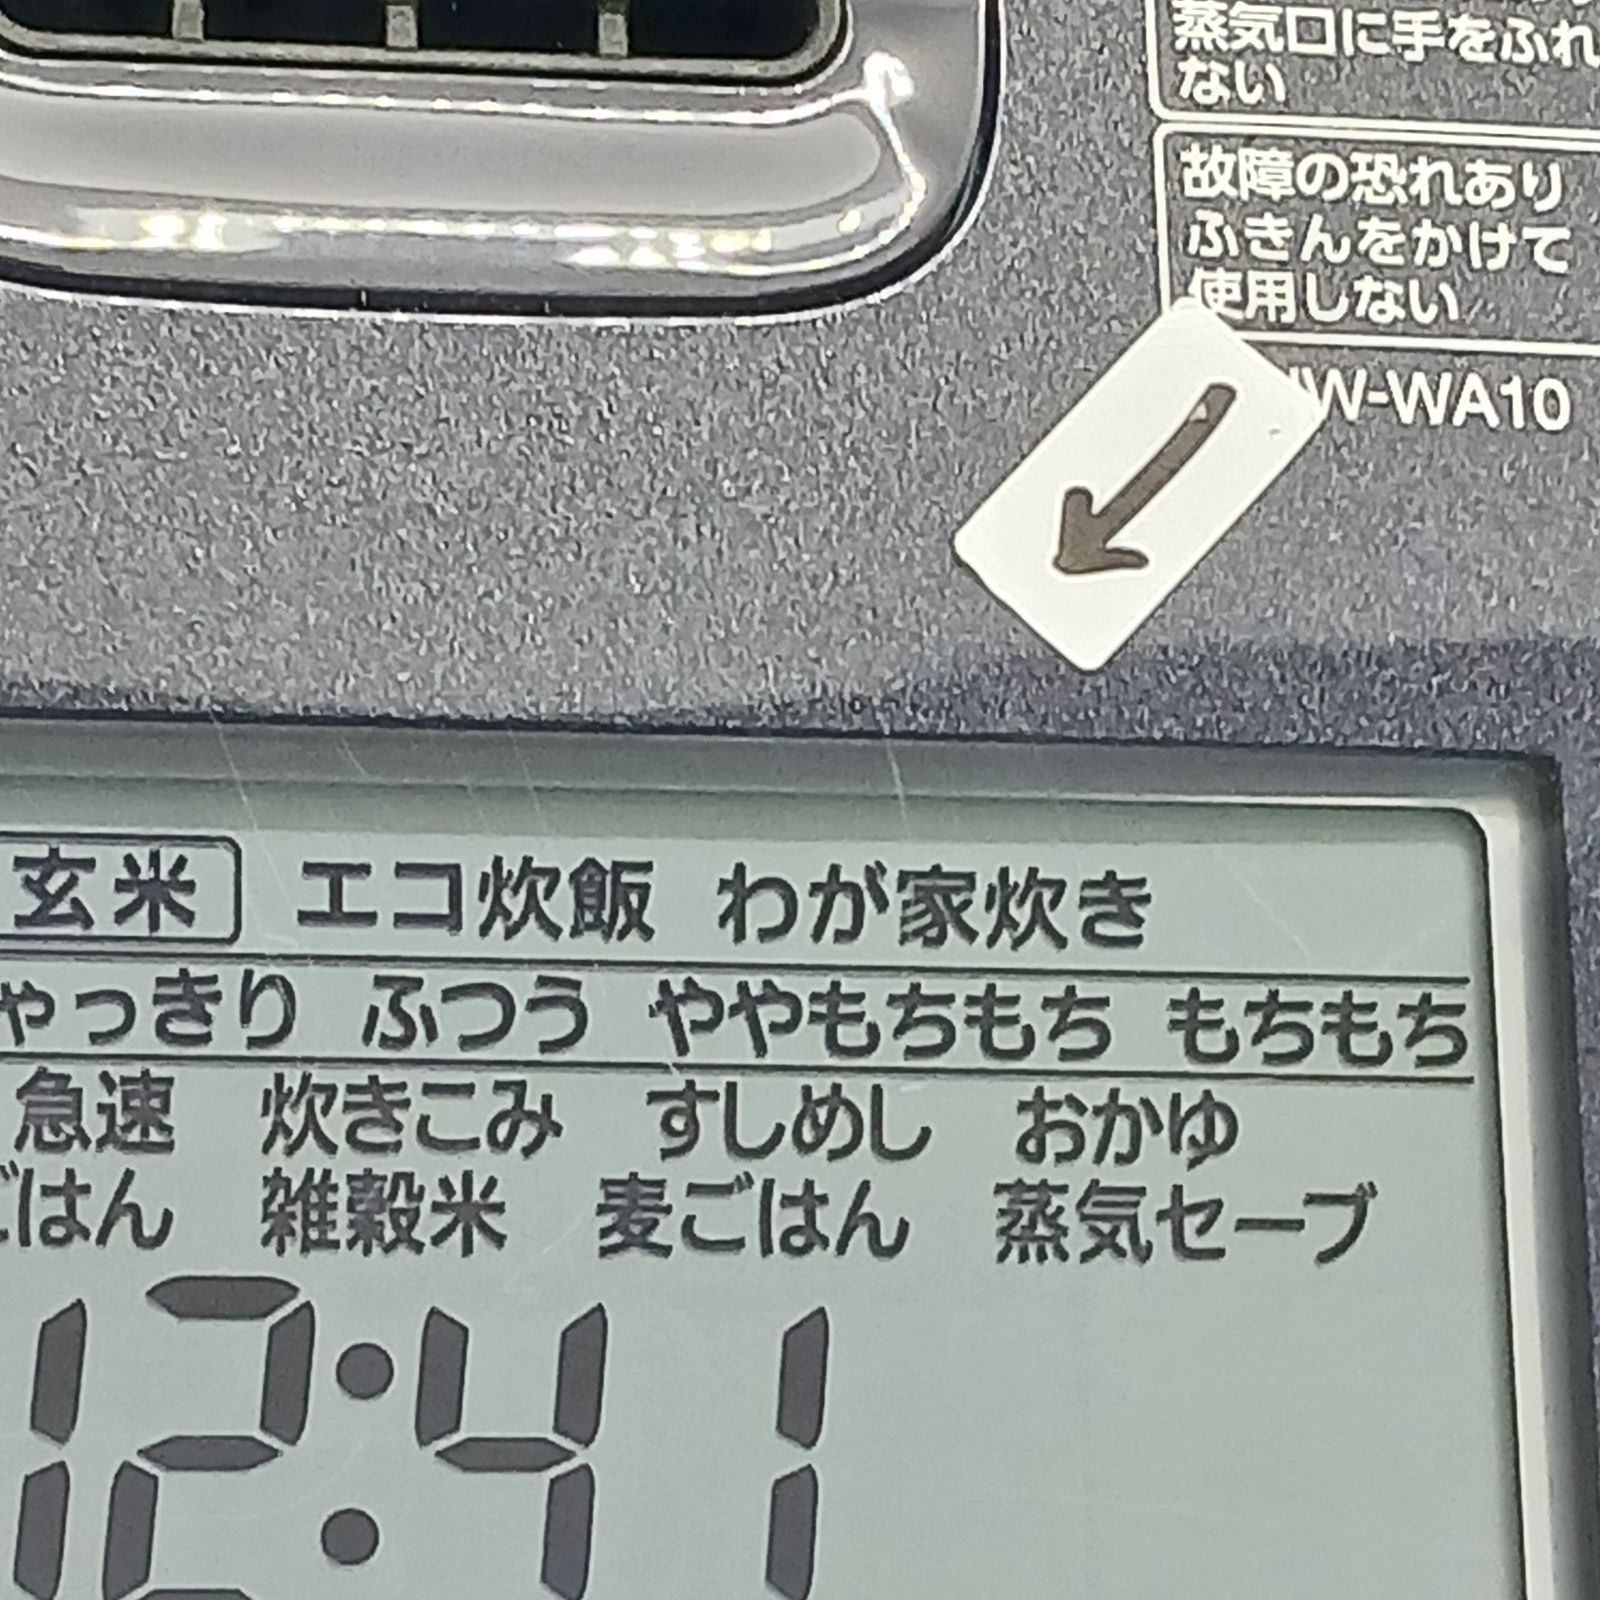 蒸気口に手をふれ
ない
故障の恐れあり
ふきんをかけて
使用しない
W-WA10
玄米 エコ炊飯 わが家炊き
ゃっきり ふつう ややもちもち もちもち
急速 炊きこみ すしめし おかゆ
ごはん 雑穀米 麦ごはん 蒸気セーブ
12:41